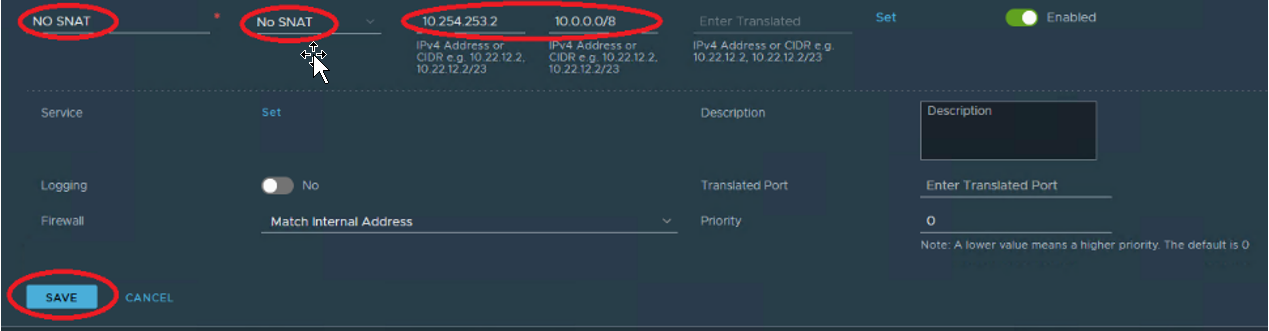 NO SNAT * No SNAT 10.254.253.2 10.0.0.0/8 Enter Translated Set Enabled
IPv4 Address or IPv4 Address or IPv4 Address or CIDR e.g.
CIDR e.g. 10.22.12.2, CIDR e.g. 10.22.12.2, 10.22.12.2, 10.22.12.2/23
10.22.12.2/23 10.22.12.2/23
Service Set Description Description
Logging No Translated Port Enter Translated Port
Firewall Match Internal Address Priority 0
Note: A lower value means a higher priority. The default is 0
SAVE CANCEL